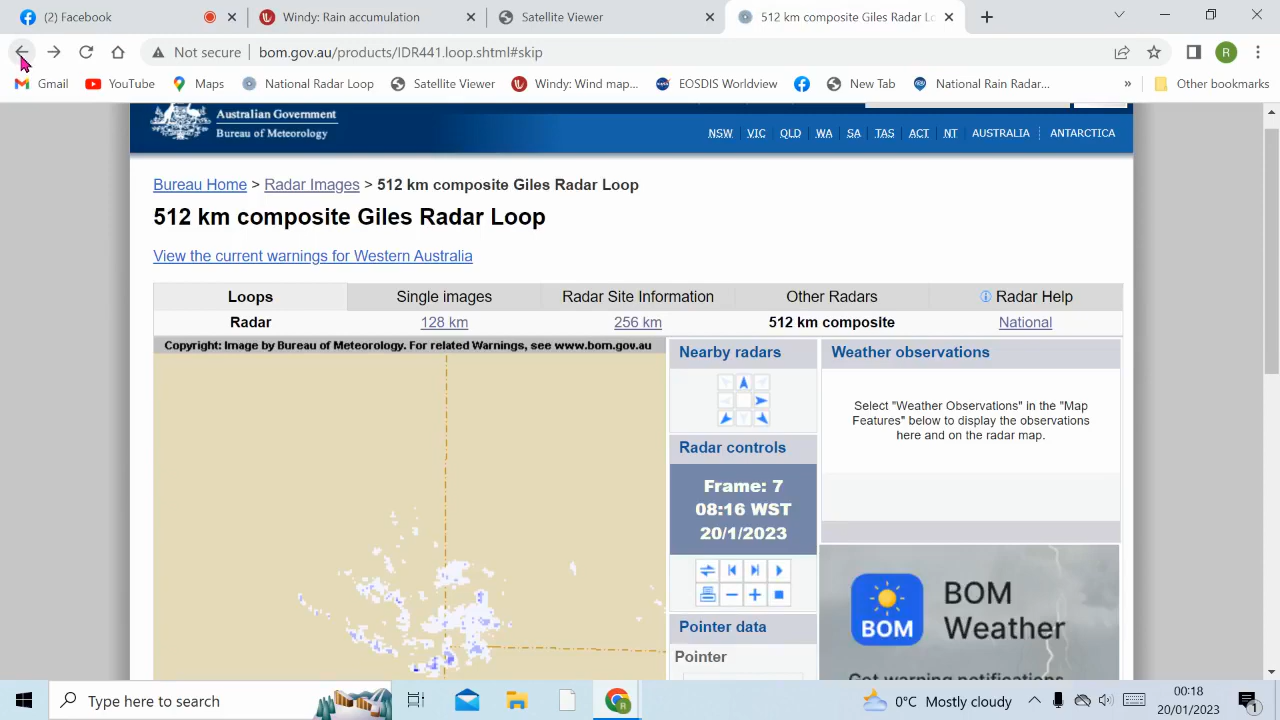 (2) Facebook
Windy: Rain accumulation
Satellite Viewer
512 km composite Giles Radar Lo
Not secure
bom.gov.au/products/IDR441.loop.shtml#skip
R
Gmail
YouTube
Maps
National Radar Loop
Satellite Viewer
Windy: Wind map...
EOSDIS Worldview
New Tab
National Rain Radar...
»
Other bookmarks
Australian Government
Bureau of Meteorology
NSW VIC QLD WA SA TAS ACT NT AUSTRALIA ANTARCTICA
Bureau Home > Radar Images > 512 km composite Giles Radar Loop
512 km composite Giles Radar Loop
View the current warnings for Western Australia
Loops Single images Radar Site Information Other Radars Radar Help
Radar 128 km 256 km 512 km composite National
Copyright: Image by Bureau of Meteorology. For related Warnings, see www.bom.gov.au
Nearby radars
Radar controls
Frame: 7
08:16 WST
20/1/2023
Pointer data
Pointer
Weather observations
Select "Weather Observations" in the "Map
Features" below to display the observations
here and on the radar map.
BOM
BOM
Weather
Get warning notifications
Type here to search
0°C Mostly cloudy
00:18
20/01/2023
1